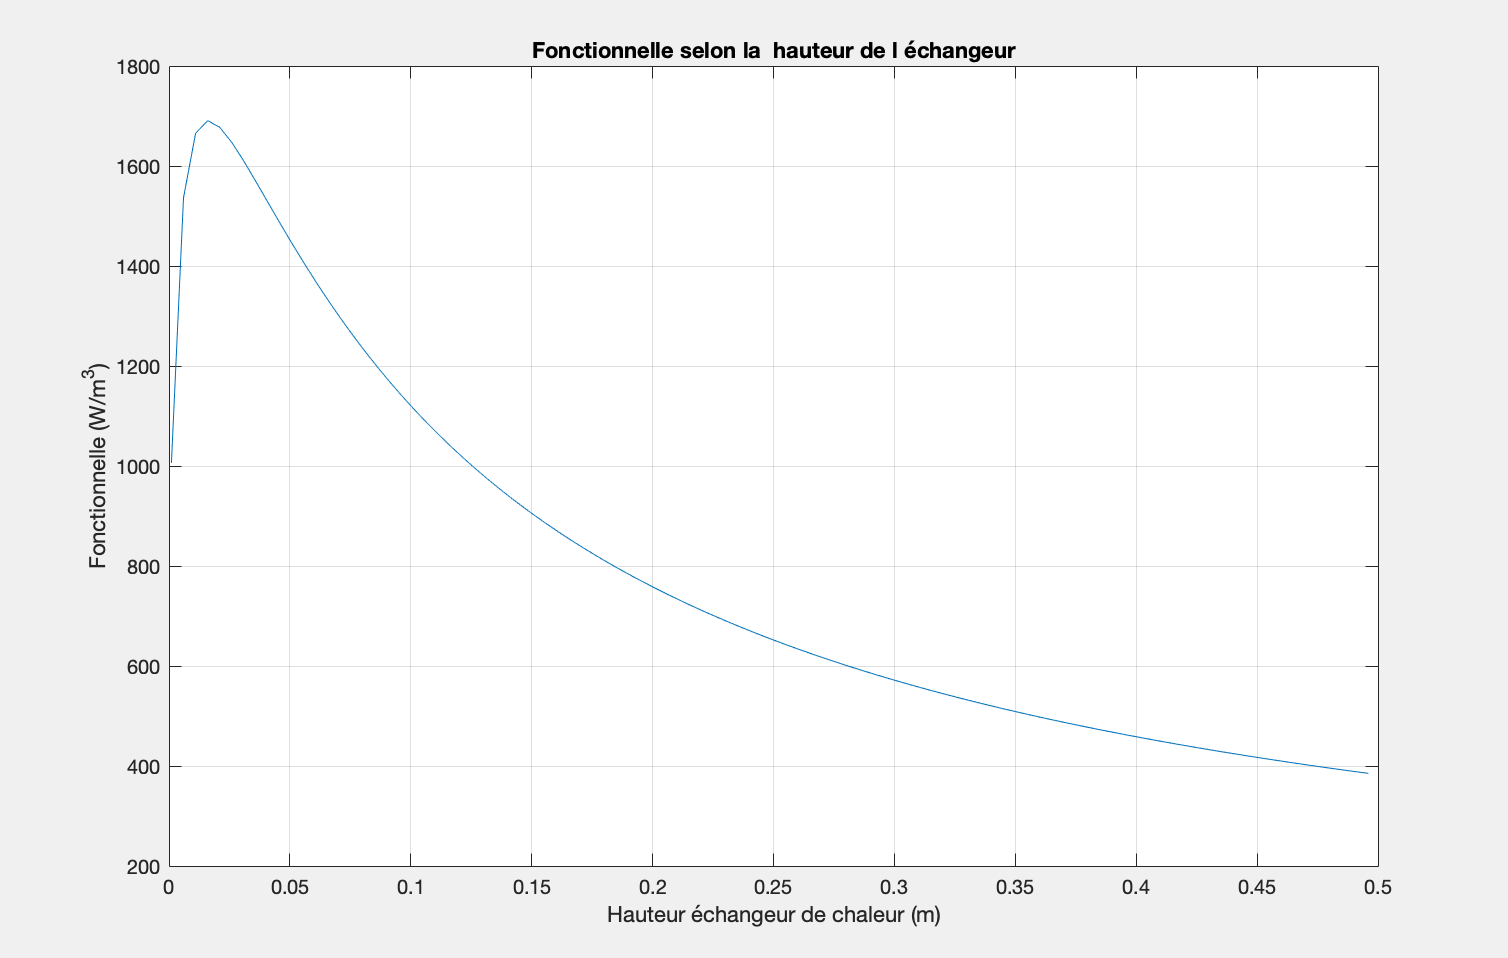 Fonctionnelle selon la  hauteur de l échangeur
1800
1600
1400
1200
1000
800
600
400
200
Fonctionnelle (W/m³)
0 0.05 0.1 0.15 0.2 0.25 0.3 0.35 0.4 0.45 0.5
Hauteur échangeur de chaleur (m)